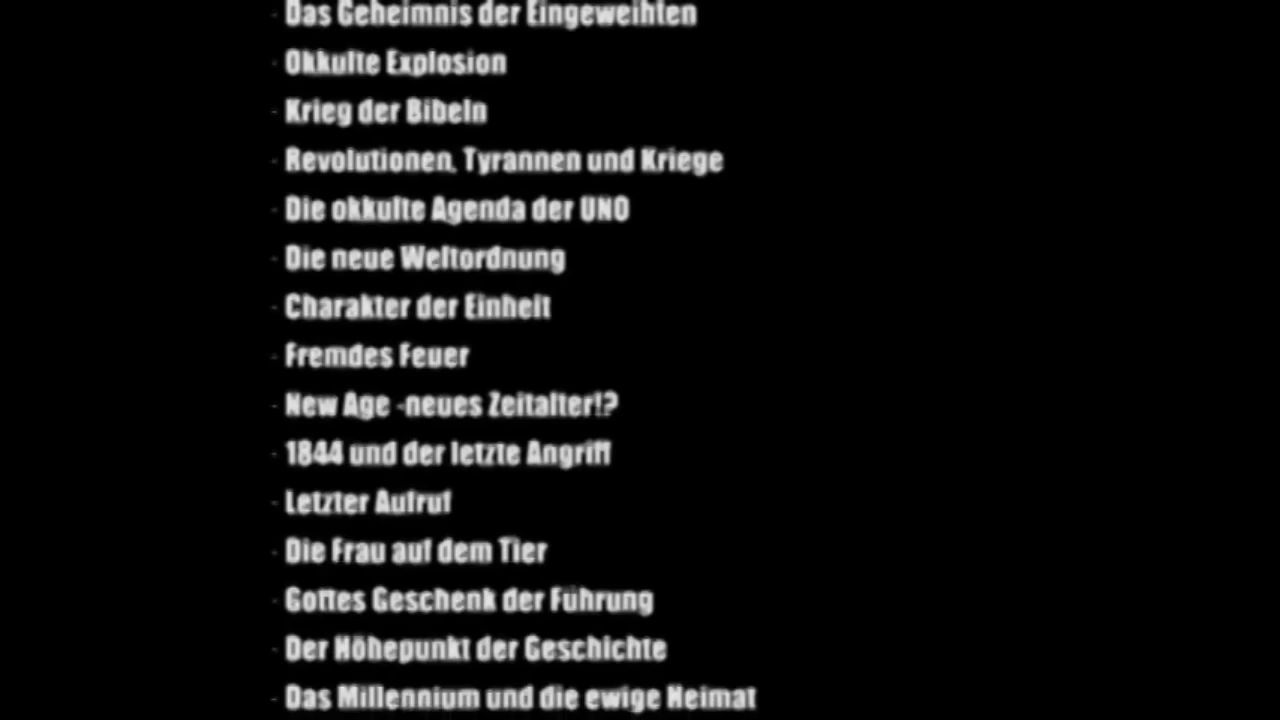 - Das Geheimnis der Eingeweihten
- Okkulte Explosion
- Krieg der Bibeln
- Revolutionen, Tyrannen und Kriege
- Die okkulte Agenda der UNO
- Die neue Weltordnung
- Charakter der Einheit
- Fremdes Feuer
- New Age -neues Zeitalter!?
- 1844 und der letzte Angriff
- Letzter Aufruf
- Die Frau auf dem Tier
- Gottes Geschenk der Führung
- Der Höhepunkt der Geschichte
- Das Millennium und die ewige Heimat